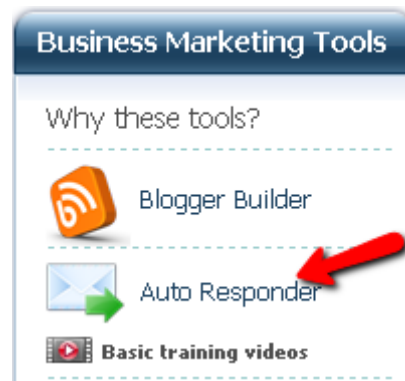 Business Marketing Tools
Why these tools?
Blogger Builder
Auto Responder
Basic training videos